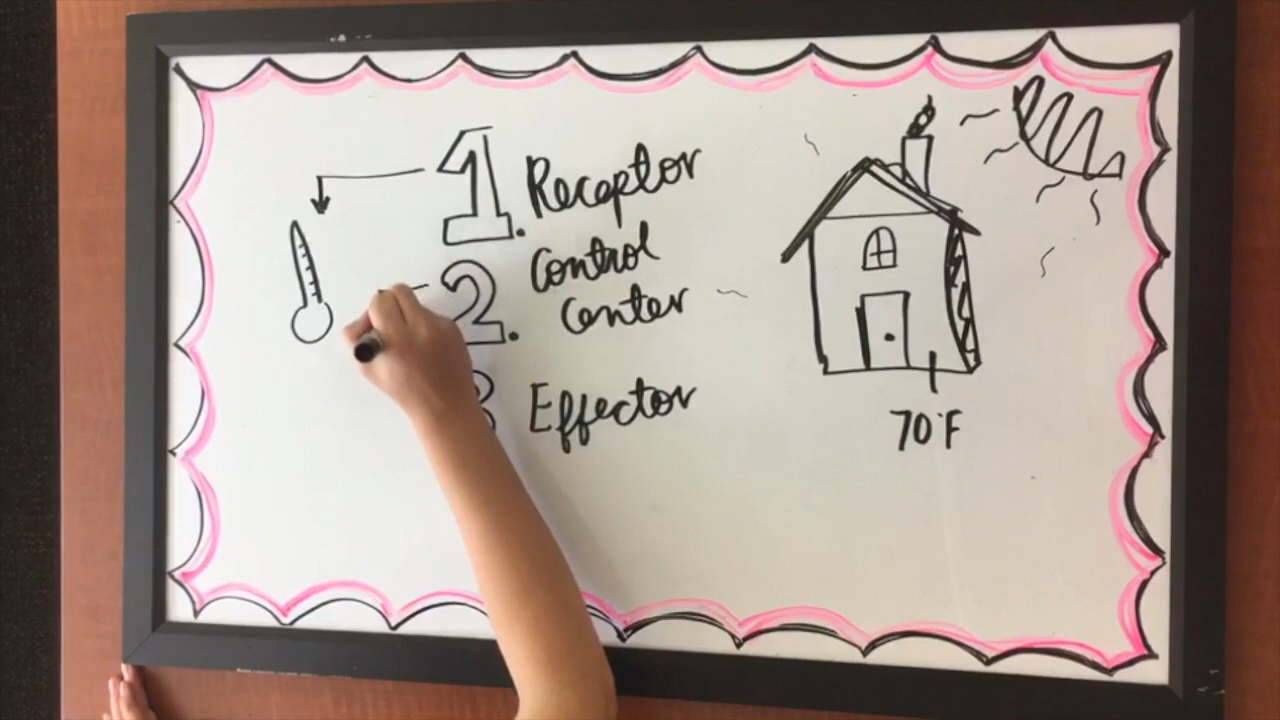 1. Receptor
2. Control
Center
Effector
70°F